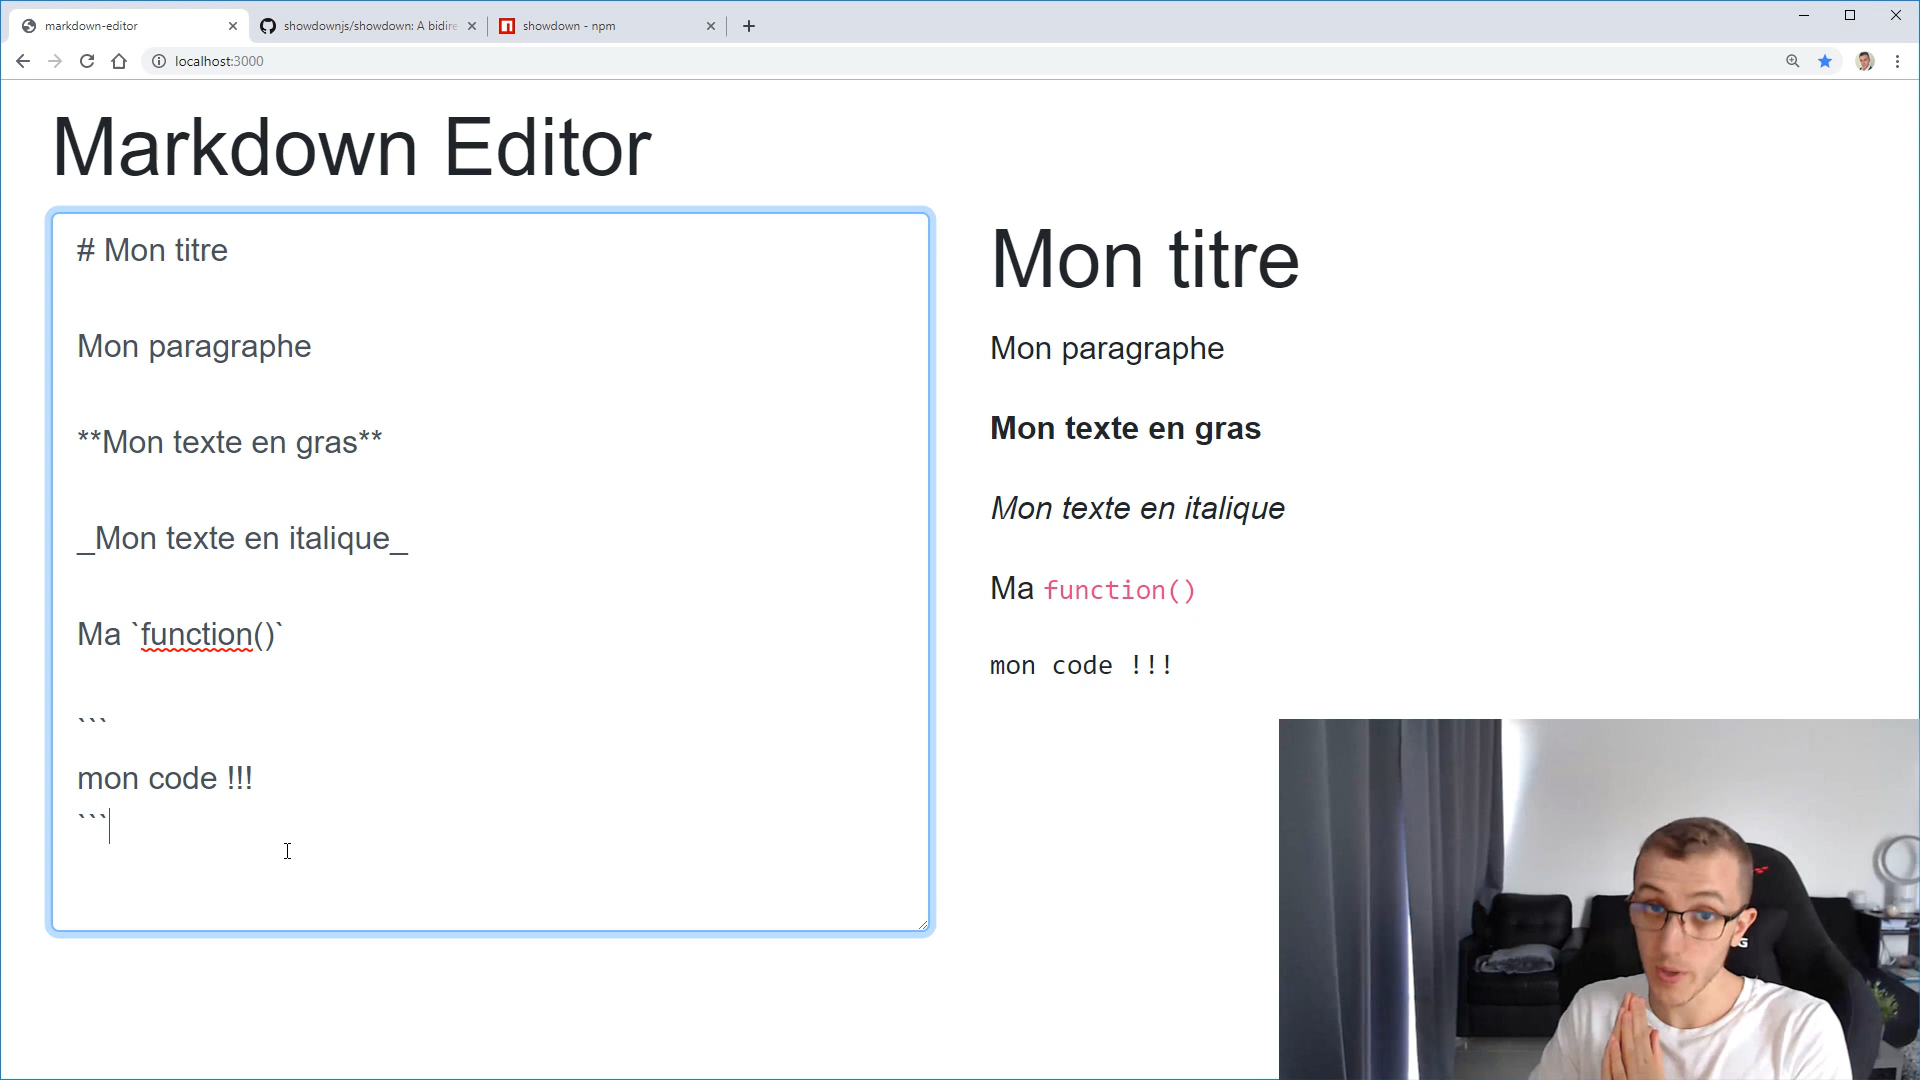 markdown-editor
showdownjs/showdown: A bidire
showdown - npm
localhost:3000
Markdown Editor
# Mon titre
Mon paragraphe
**Mon texte en gras**
_Mon texte en italique_
Ma `function()`
```
mon code !!!
```
Mon titre
Mon paragraphe
Mon texte en gras
Mon texte en italique
Ma function()
mon code !!!